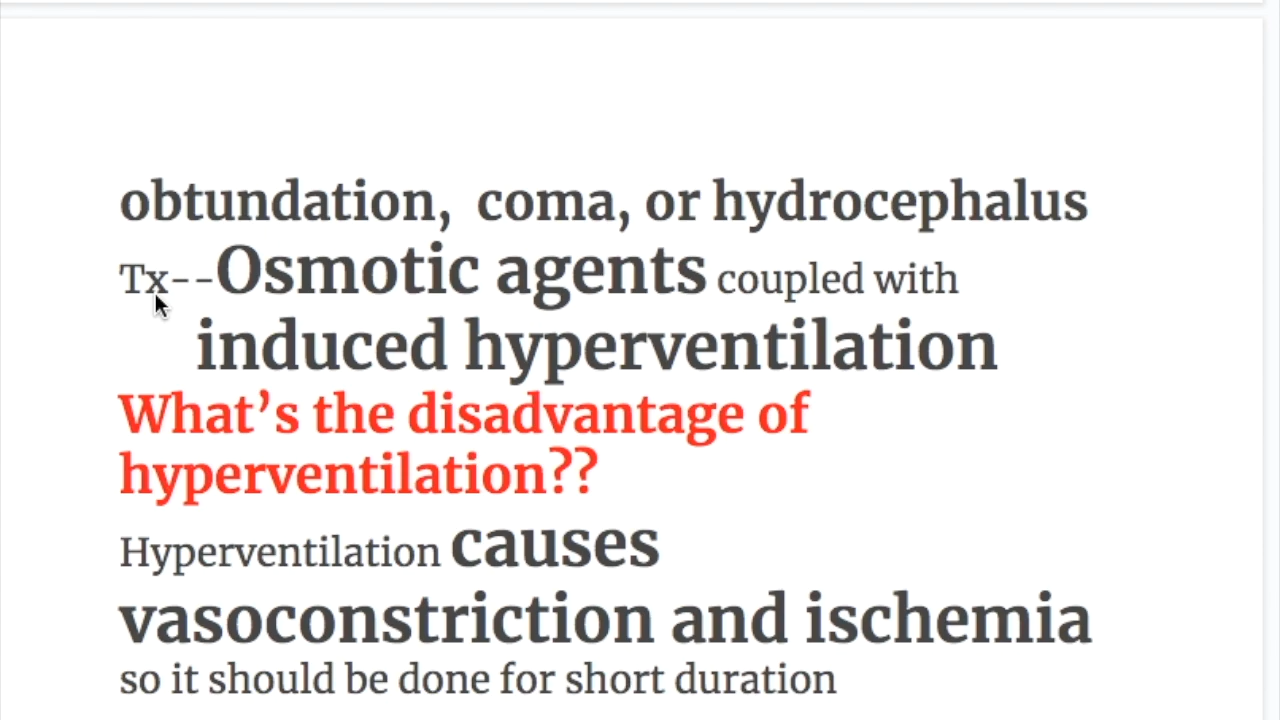 obtundation,  coma, or hydrocephalus
Tx--Osmotic agents coupled with
induced hyperventilation
What’s the disadvantage of
hyperventilation??
Hyperventilation causes
vasoconstriction and ischemia
so it should be done for short duration